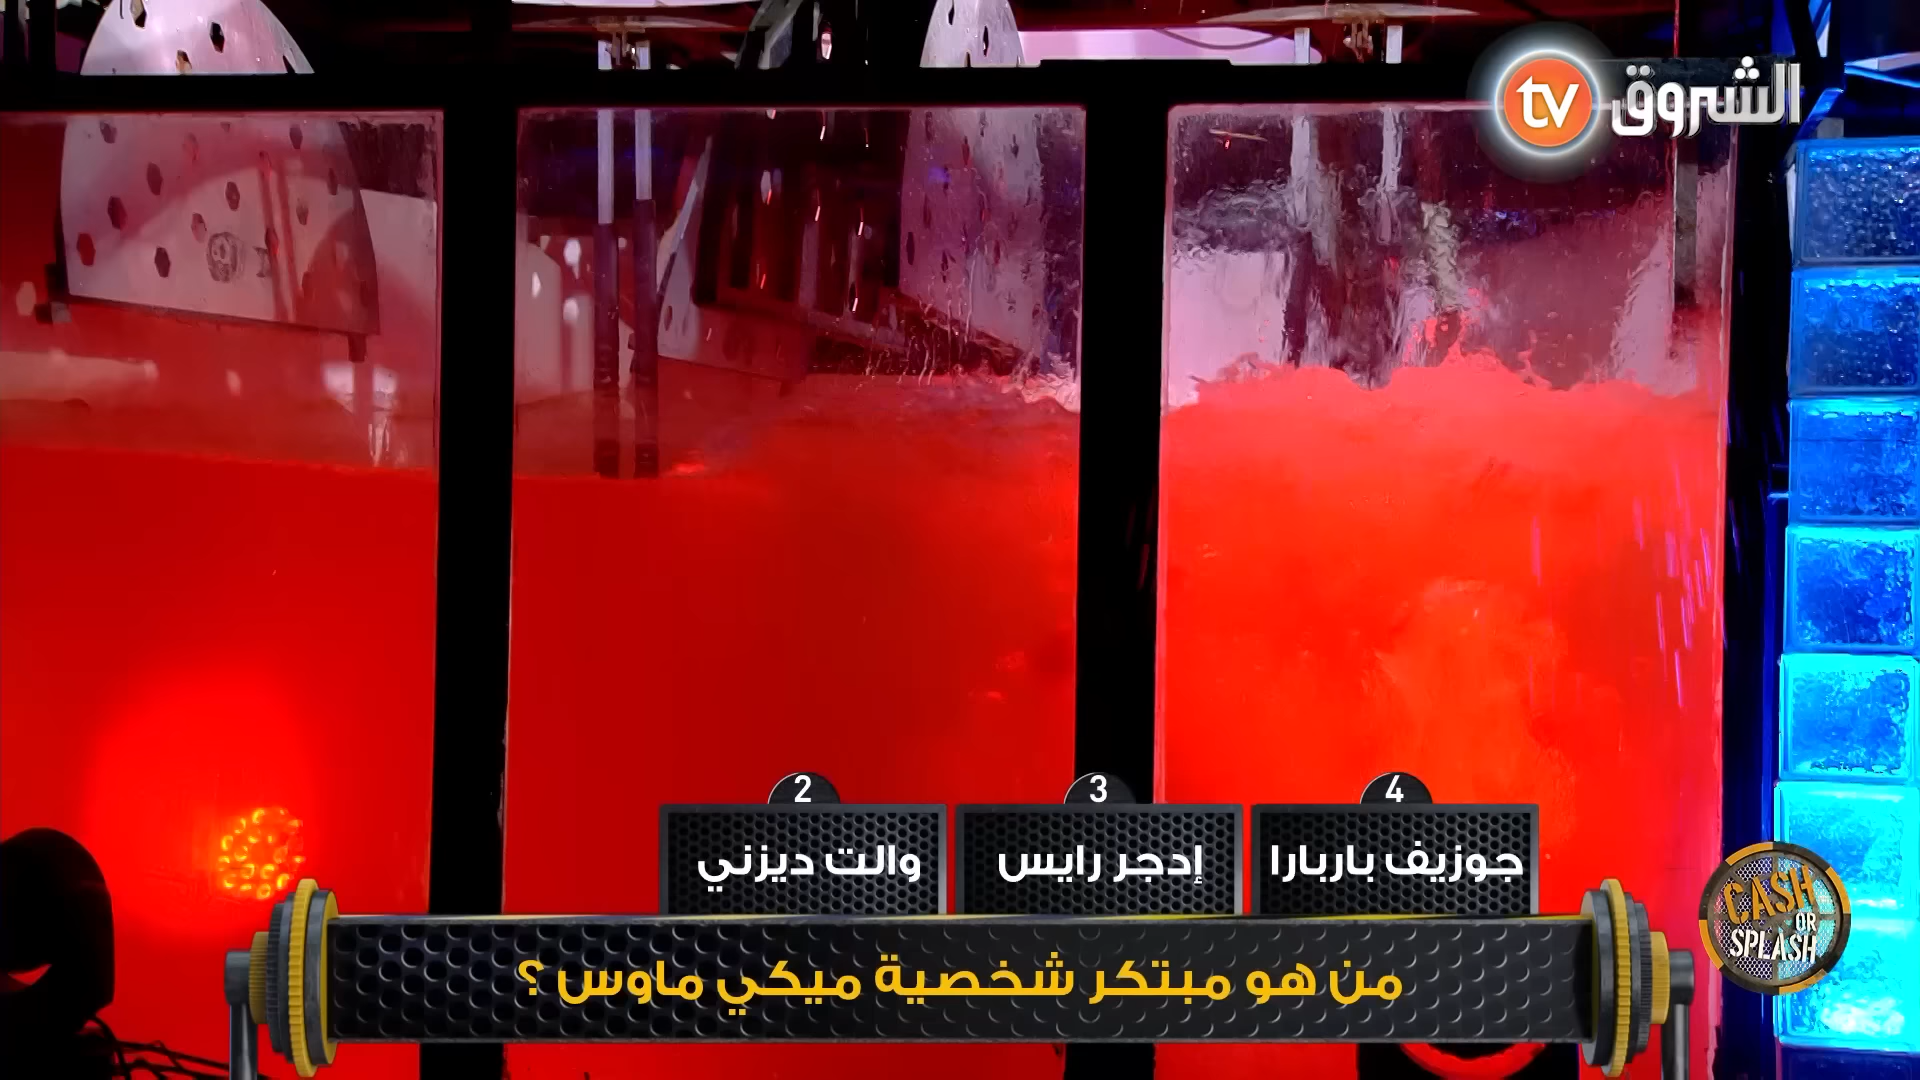 الشروق tv
2
والت ديزني
3
إدجر رايس
4
جوزيف باربارا
من هو مبتكر شخصية ميكي ماوس ؟
CASH
OR
SPLASH